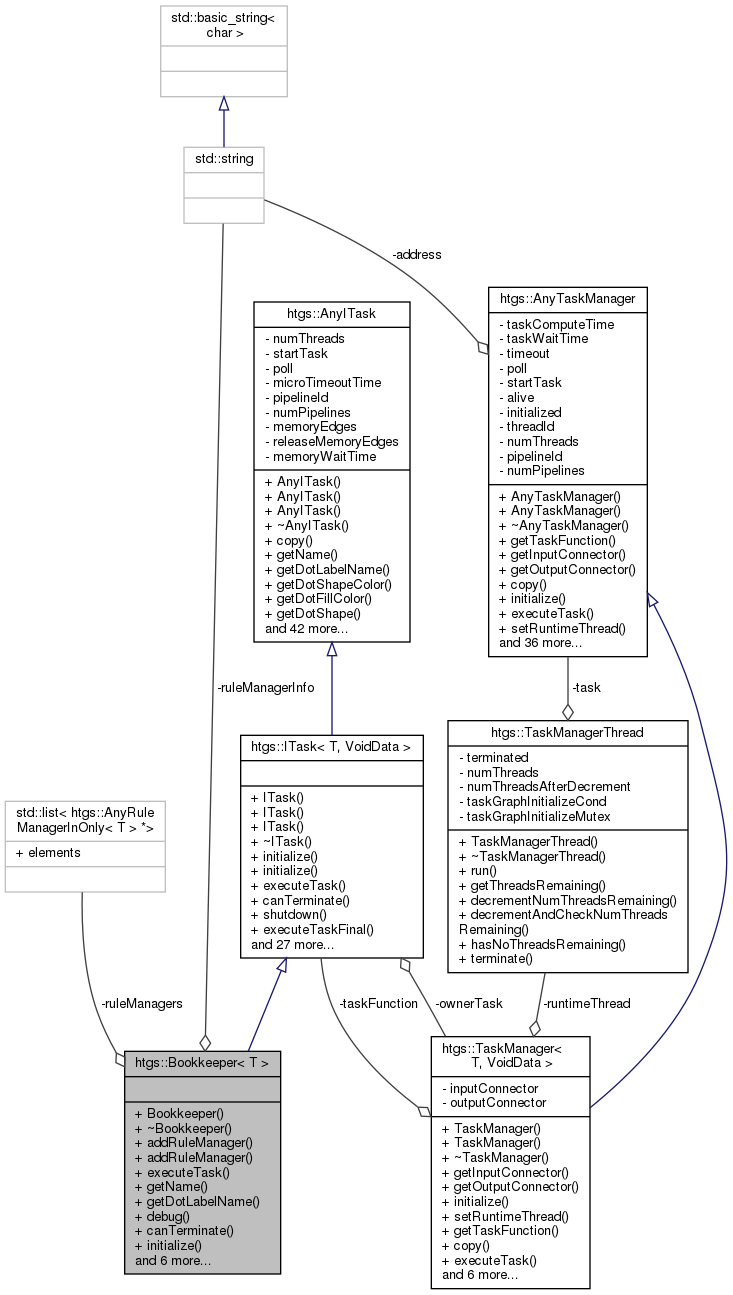 std::basic_string<
char >
std::string
-address
htgs::AnyITask
- numThreads
- startTask
- poll
- microTimeoutTime
- pipelineId
- numPipelines
- memoryEdges
- releaseMemoryEdges
- memoryWaitTime
+ AnyITask()
+ AnyITask()
+ AnyITask()
+ ~AnyITask()
+ copy()
+ getName()
+ getDotLabelName()
+ getDotShapeColor()
+ getDotFillColor()
+ getDotShape()
and 42 more...
htgs::AnyTaskManager
- taskComputeTime
- taskWaitTime
- timeout
- poll
- startTask
- alive
- initialized
- threadId
- numThreads
- pipelineId
- numPipelines
+ AnyTaskManager()
+ AnyTaskManager()
+ ~AnyTaskManager()
+ getTaskFunction()
+ getInputConnector()
+ getOutputConnector()
+ copy()
+ initialize()
+ executeTask()
+ setRuntimeThread()
and 36 more...
-ruleManagerInfo
-task
htgs::ITask< T, VoidData >
+ ITask()
+ ITask()
+ ITask()
+ ~ITask()
+ initialize()
+ initialize()
+ executeTask()
+ canTerminate()
+ shutdown()
+ executeTaskFinal()
and 27 more...
htgs::TaskManagerThread
- terminated
- numThreads
- numThreadsAfterDecrement
- taskGraphInitializeCond
- taskGraphInitializeMutex
+ TaskManagerThread()
+ ~TaskManagerThread()
+ run()
+ getThreadsRemaining()
+ decrementNumThreadsRemaining()
+ decrementAndCheckNumThreads
Remaining()
+ hasNoThreadsRemaining()
+ terminate()
std::list< htgs::AnyRule
ManagerInOnly< T > *>
+ elements
-ruleManagers
-taskFunction
-ownerTask
-runtimeThread
htgs::Bookkeeper< T >
+ Bookkeeper()
+ ~Bookkeeper()
+ addRuleManager()
+ addRuleManager()
+ executeTask()
+ getName()
+ getDotLabelName()
+ debug()
+ canTerminate()
+ initialize()
and 6 more...
htgs::TaskManager<
T, VoidData >
- inputConnector
- outputConnector
+ TaskManager()
+ TaskManager()
+ ~TaskManager()
+ getInputConnector()
+ getOutputConnector()
+ initialize()
+ setRuntimeThread()
+ getTaskFunction()
+ copy()
+ executeTask()
and 6 more...